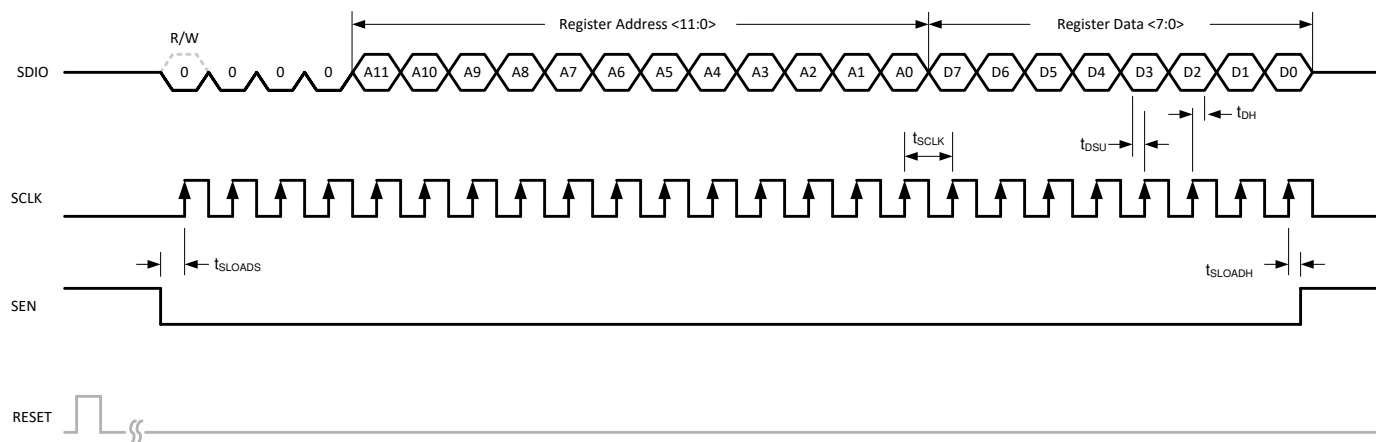 Register Address <11:0>
Register Data <7:0>
R/W
SDIO
0 0 0 0 A11 A10 A9 A8 A7 A6 A5 A4 A3 A2 A1 A0 D7 D6 D5 D4 D3 D2 D1 D0
tDH
tSCLK
tDSU
SCLK
tSLOADS
tSLOADH
SEN
RESET